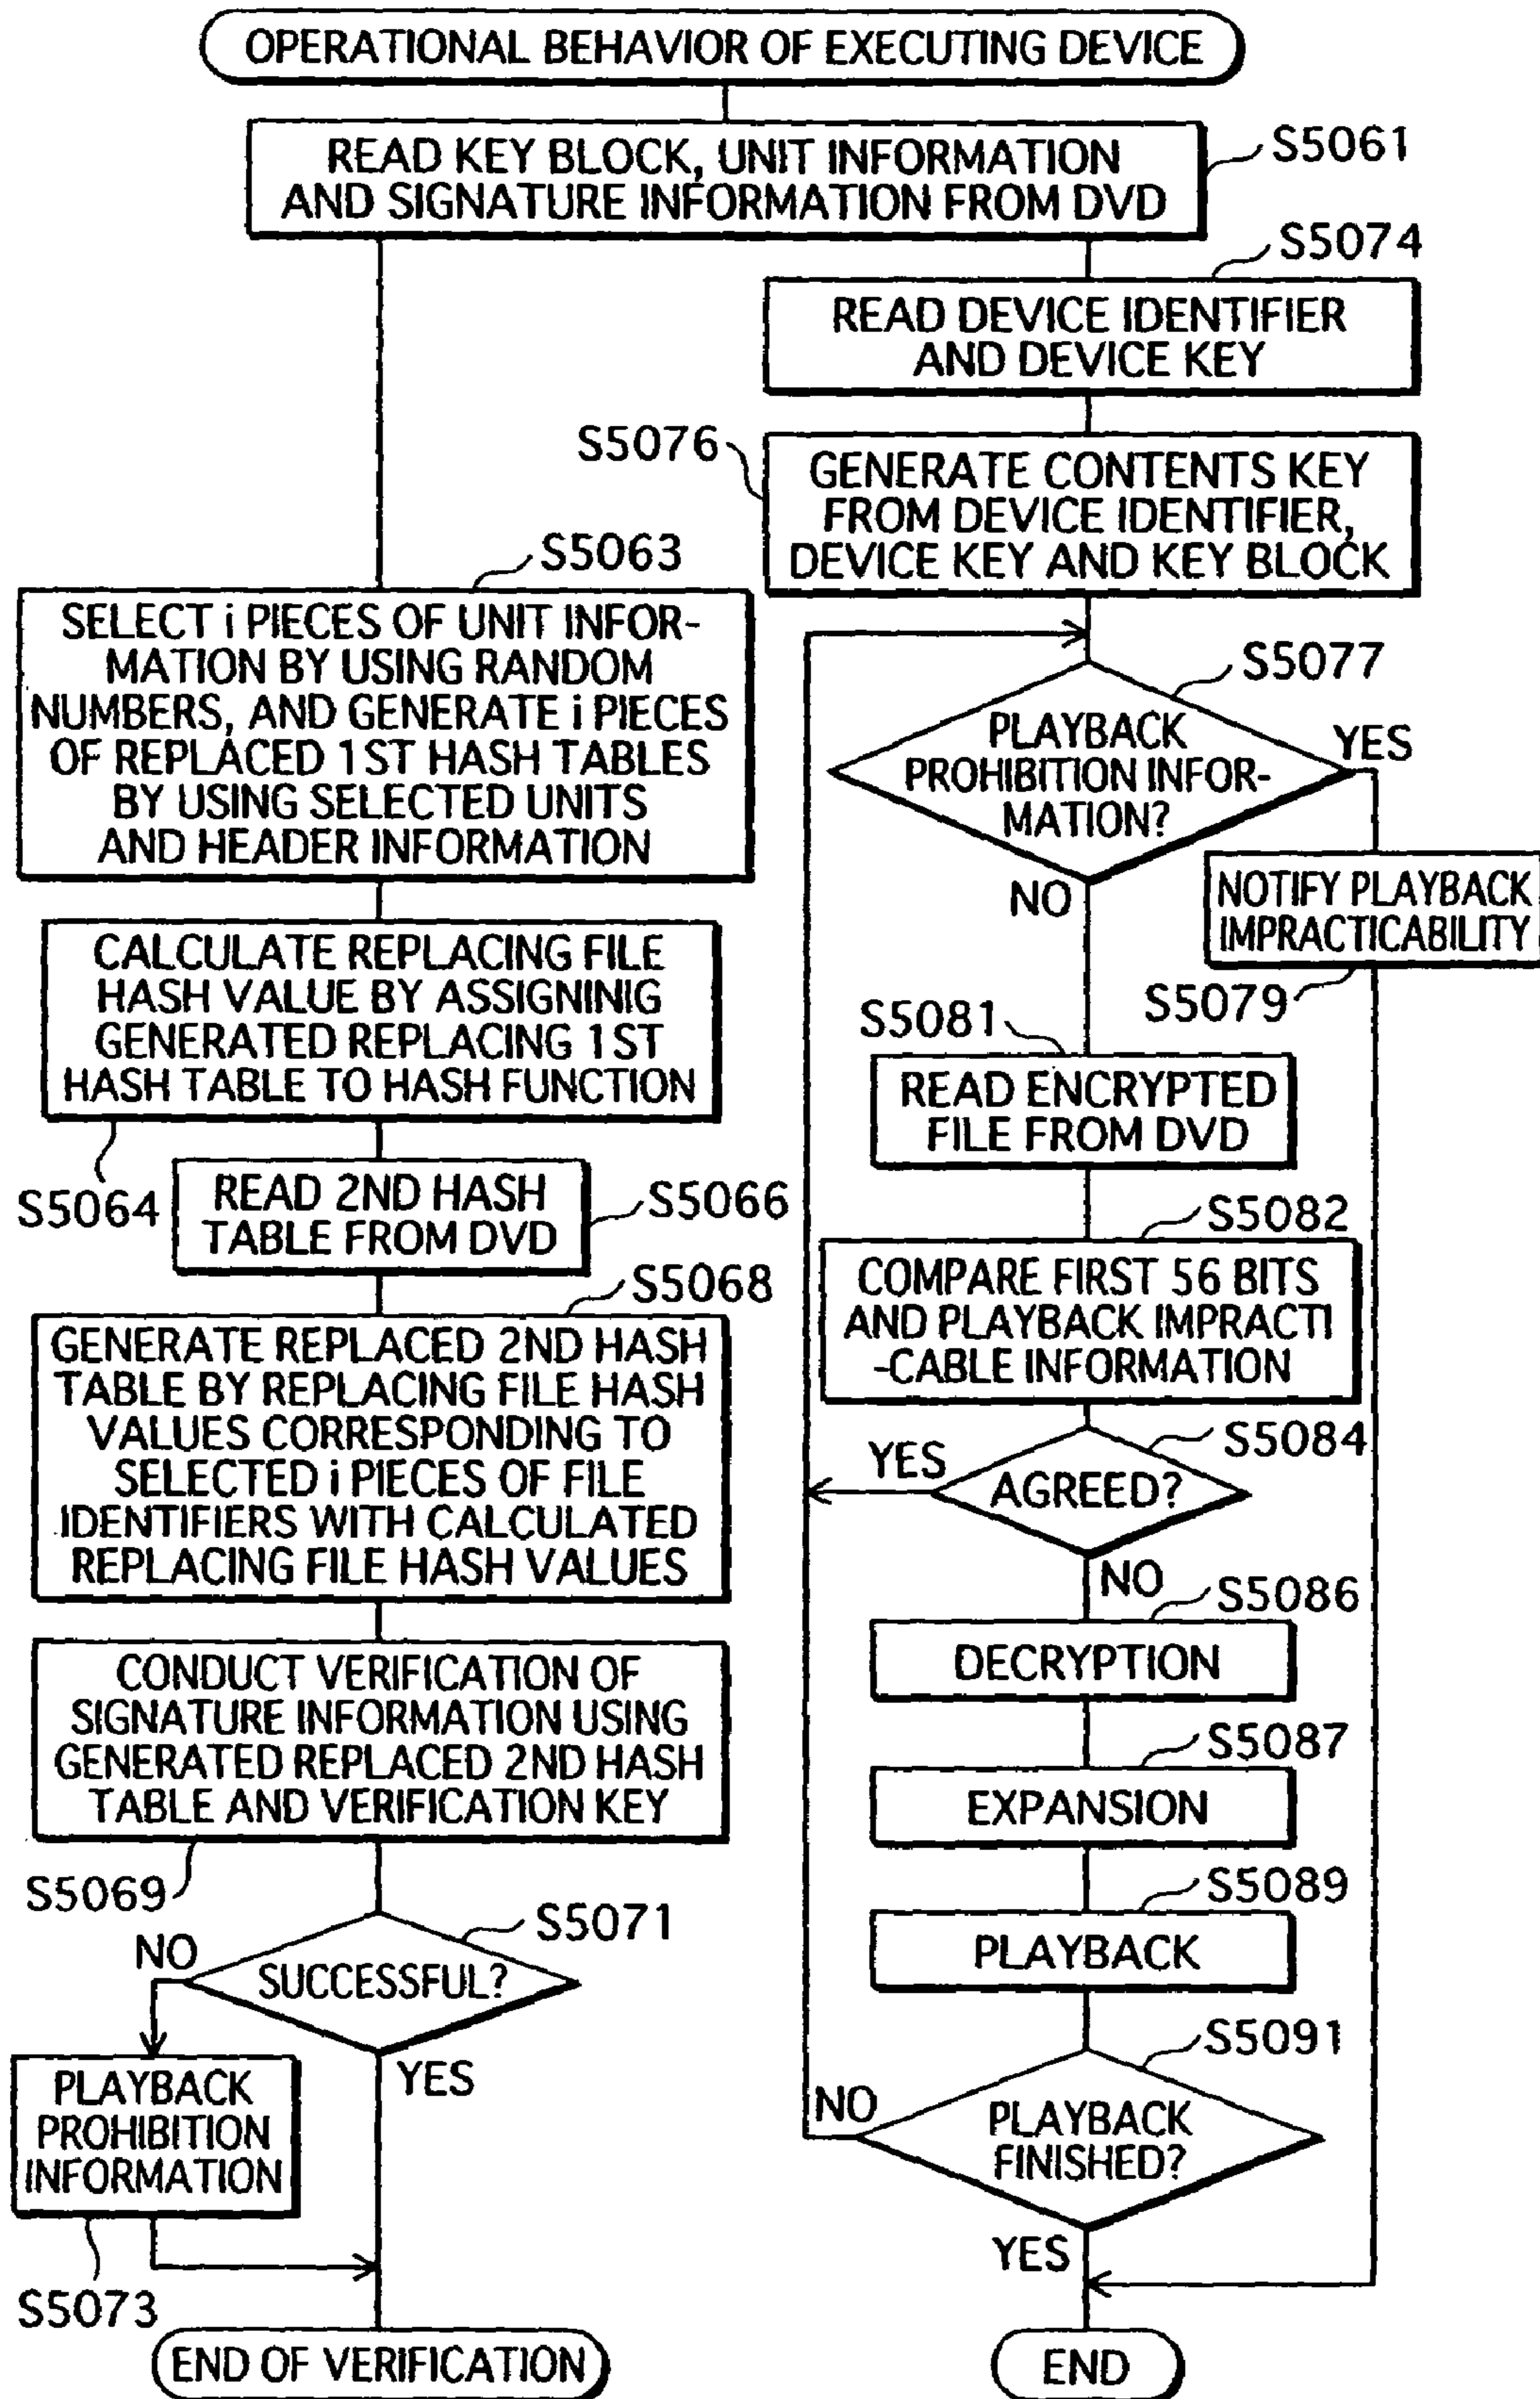 OPERATIONAL BEHAVIOR OF EXECUTING DEVICE
READ KEY BLOCK, UNIT INFORMATION
AND SIGNATURE INFORMATION FROM DVD
S5061
S5074
READ DEVICE IDENTIFIER
AND DEVICE KEY
S5076
GENERATE CONTENTS KEY
FROM DEVICE IDENTIFIER,
DEVICE KEY AND KEY BLOCK
S5063
SELECT i PIECES OF UNIT INFOR-
MATION BY USING RANDOM
NUMBERS, AND GENERATE i PIECES
OF REPLACED 1ST HASH TABLES
BY USING SELECTED UNITS
AND HEADER INFORMATION
S5077
PLAYBACK
PROHIBITION INFOR-
MATION?
YES
NO
NOTIFY PLAYBACK
IMPRACTICABILITY
S5079
CALCULATE REPLACING FILE
HASH VALUE BY ASSIGNINIG
GENERATED REPLACING 1ST
HASH TABLE TO HASH FUNCTION
S5064
S5081
READ ENCRYPTED
FILE FROM DVD
READ 2ND HASH
TABLE FROM DVD
S5066
S5082
COMPARE FIRST 56 BITS
AND PLAYBACK IMPRACTI
-CABLE INFORMATION
S5068
GENERATE REPLACED 2ND HASH
TABLE BY REPLACING FILE HASH
VALUES CORRESPONDING TO
SELECTED i PIECES OF FILE
IDENTIFIERS WITH CALCULATED
REPLACING FILE HASH VALUES
S5084
YES
AGREED?
NO
S5086
DECRYPTION
CONDUCT VERIFICATION OF
SIGNATURE INFORMATION USING
GENERATED REPLACED 2ND HASH
TABLE AND VERIFICATION KEY
S5069
S5087
EXPANSION
S5089
PLAYBACK
S5071
NO
SUCCESSFUL?
YES
PLAYBACK
PROHIBITION
INFORMATION
S5073
S5091
NO
PLAYBACK
FINISHED?
YES
END OF VERIFICATION
END